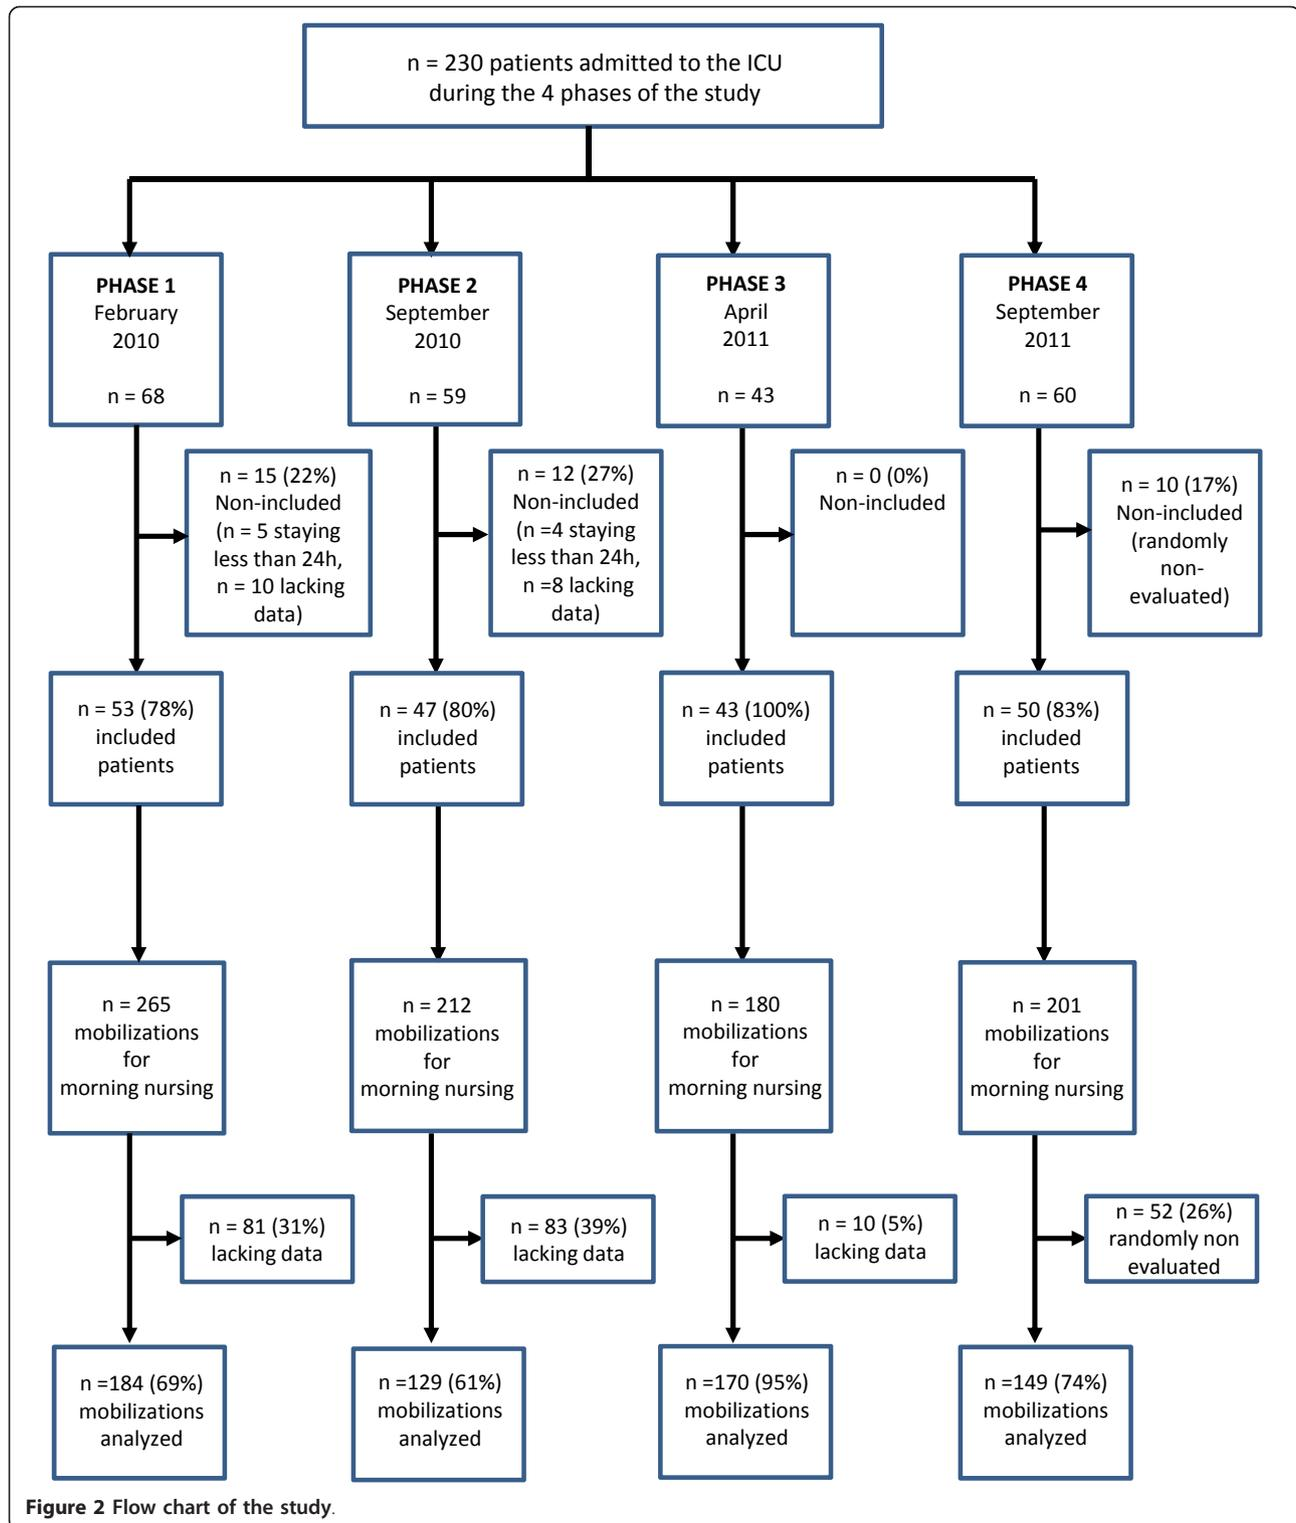 n = 230 patients admitted to the ICU
during the 4 phases of the study
PHASE 1
February
2010
n = 68
PHASE 2
September
2010
n = 59
PHASE 3
April
2011
n = 43
PHASE 4
September
2011
n = 60
n = 15 (22%)
Non-included
(n = 5 staying
less than 24h,
n = 10 lacking
data)
n = 12 (27%)
Non-included
(n =4 staying
less than 24h,
n =8 lacking
data)
n = 0 (0%)
Non-included
n = 10 (17%)
Non-included
(randomly
non-
evaluated)
n = 53 (78%)
included
patients
n = 47 (80%)
included
patients
n = 43 (100%)
included
patients
n = 50 (83%)
included
patients
n = 265
mobilizations
for
morning nursing
n = 212
mobilizations
for
morning nursing
n = 180
mobilizations
for
morning nursing
n = 201
mobilizations
for
morning nursing
n = 81 (31%)
lacking data
n = 83 (39%)
lacking data
n = 10 (5%)
lacking data
n = 52 (26%)
randomly non
evaluated
n =184 (69%)
mobilizations
analyzed
n =129 (61%)
mobilizations
analyzed
n =170 (95%)
mobilizations
analyzed
n =149 (74%)
mobilizations
analyzed
Figure 2 Flow chart of the study.